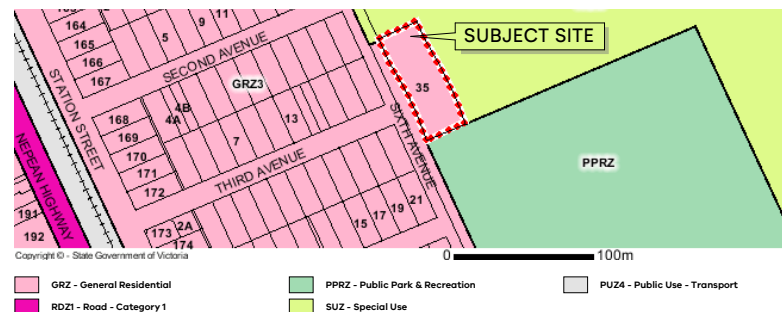 164
165
166
167
5
9
11
SECOND AVENUE
GRZ3
SUBJECT SITE
35
STATION STREET
NEPEAN HIGHWAY
168
169
170
171
172
4A
4B
7
13
THIRD AVENUE
SIXTH AVENUE
PPRZ
173
2A
174
15
17
19
21
191
192
Copyright © - State Government of Victoria
0
100m
GRZ - General Residential
PPRZ - Public Park & Recreation
PUZ4 - Public Use - Transport
RDZ1 - Road - Category 1
SUZ - Special Use